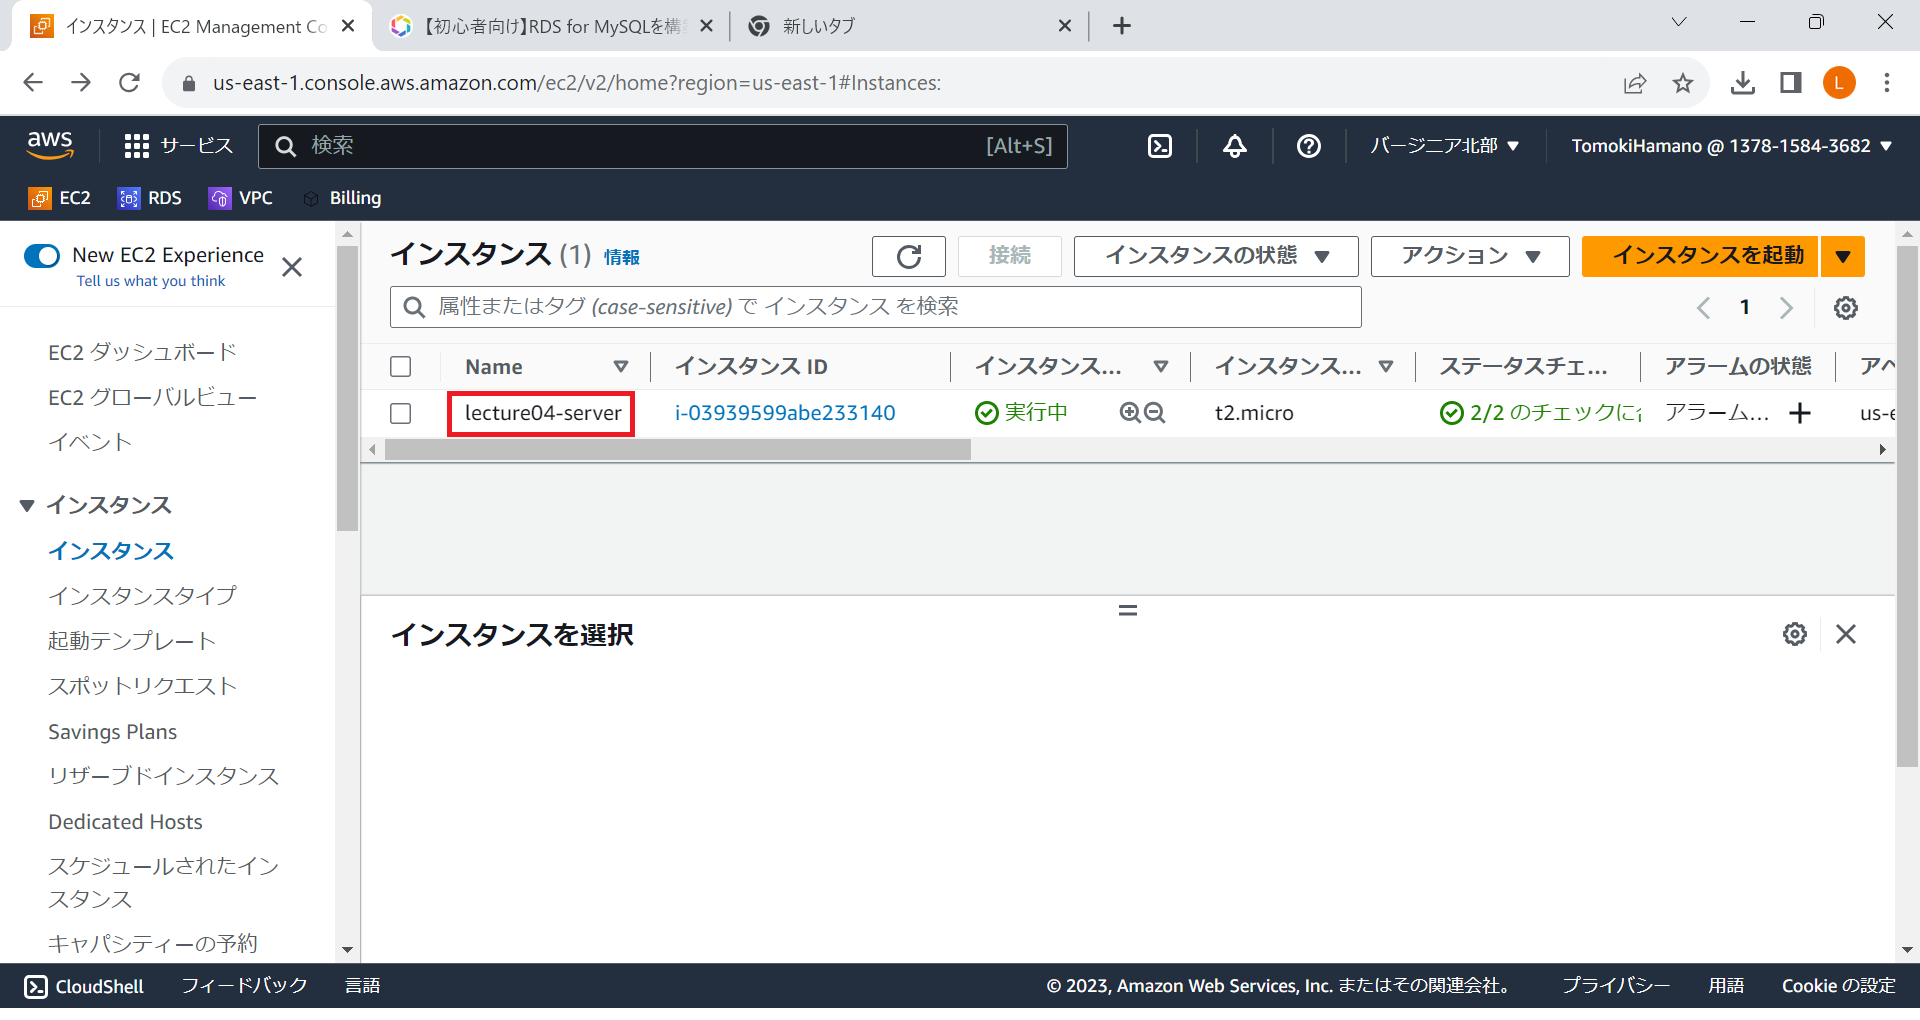 インスタンス | EC2 Management Co
【初心者向け】RDS for MySQLを構
新しいタブ
us-east-1.console.aws.amazon.com/ec2/v2/home?region=us-east-1#Instances:
L
aws
サービス
検索
[Alt+S]
バージニア北部
TomokiHamano @ 1378-1584-3682
EC2
RDS
VPC
Billing
New EC2 Experience
Tell us what you think
EC2 ダッシュボード
EC2 グローバルビュー
イベント
インスタンス
インスタンス
インスタンスタイプ
起動テンプレート
スポットリクエスト
Savings Plans
リザーブドインスタンス
Dedicated Hosts
スケジュールされたイン
スタンス
キャパシティーの予約
インスタンス (1) 情報
接続
インスタンスの状態
アクション
インスタンスを起動
属性またはタグ (case-sensitive) で インスタンス を検索
1
Name
インスタンス ID
インスタンス...
インスタンス...
ステータスチェ...
アラームの状態
アベ
lecture04-server
i-03939599abe233140
実行中
t2.micro
2/2 のチェックに
アラーム...
us-e
インスタンスを選択
CloudShell
フィードバック
言語
© 2023, Amazon Web Services, Inc. またはその関連会社。
プライバシー
用語
Cookie の設定